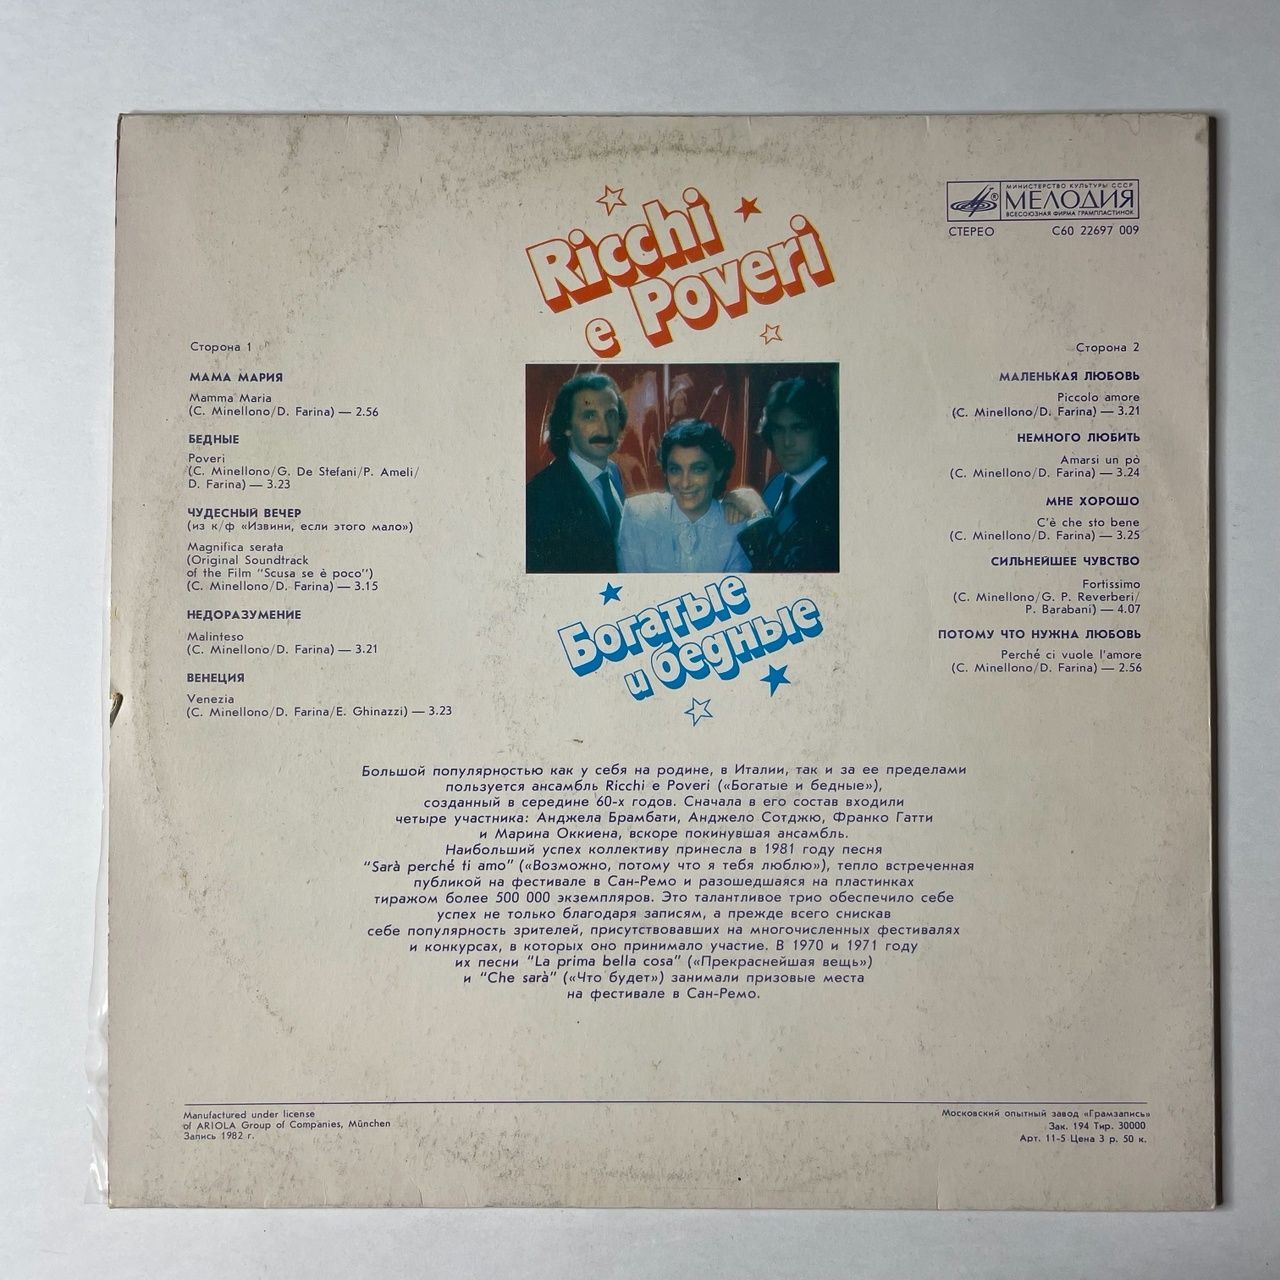 Ricchi
e Poveri
МИНИСТЕРСТВО КУЛЬТУРЫ СССР
МЕЛОДИЯ
ВСЕСОЮЗНАЯ ФИРМА ГРАМПЛАСТИНОК
СТЕРЕО С60 22697 009
Сторона 1
МАМА МАРИЯ
Mamma Maria
(C. Minellono/D. Farina) — 2.56
БЕДНЫЕ
Poveri
(C. Minellono/G. De Stefani/P. Ameli/
D. Farina) — 3.23
ЧУДЕСНЫЙ ВЕЧЕР
(из к/ф «Извини, если этого мало»)
Magnifica serata
(Original Soundtrack
of the Film “Scusa se è poco”)
(C. Minellono/D. Farina) — 3.15
НЕДОРАЗУМЕНИЕ
Malinteso
(C. Minellono/D. Farina) — 3.21
ВЕНЕЦИЯ
Venezia
(C. Minellono/D. Farina/E. Ghinazzi) — 3.23
Сторона 2
МАЛЕНЬКАЯ ЛЮБОВЬ
Piccolo amore
(C. Minellono/D. Farina) — 3.21
НЕМНОГО ЛЮБИТЬ
Amarsi un pò
(C. Minellono/D. Farina) — 3.24
МНЕ ХОРОШО
C'è che sto bene
(C. Minellono/D. Farina) — 3.25
СИЛЬНЕЙШЕЕ ЧУВСТВО
Fortissimo
(C. Minellono/G. P. Reverberi/
P. Barabani) — 4.07
ПОТОМУ ЧТО НУЖНА ЛЮБОВЬ
Perché ci vuole l'amore
(C. Minellono/D. Farina) — 2.56
Богатые
и бедные
Большой популярностью как у себя на родине, в Италии, так и за ее пределами
пользуется ансамбль Ricchi e Poveri («Богатые и бедные»),
созданный в середине 60-х годов. Сначала в его состав входили
четыре участника: Анджела Брамбати, Анджело Сотджю, Франко Гатти
и Марина Оккиена, вскоре покинувшая ансамбль.
Наибольший успех коллективу принесла в 1981 году песня
“Sarà perché ti amo” («Возможно, потому что я тебя люблю»), тепло встреченная
публикой на фестивале в Сан-Ремо и разошедшаяся на пластинках
тиражом более 500 000 экземпляров. Это талантливое трио обеспечило себе
успех не только благодаря записям, а прежде всего снискав
себе популярность зрителей, присутствовавших на многочисленных фестивалях
и конкурсах, в которых оно принимало участие. В 1970 и 1971 году
их песни “La prima bella cosa” («Прекраснейшая вещь»)
и “Che sarà” («Что будет») занимали призовые места
на фестивале в Сан-Ремо.
Manufactured under license
of ARIOLA Group of Companies, München
Запись 1982 г.
Московский опытный завод «Грамзапись»
Зак. 194 Тир. 30000
Арт. 11-5 Цена 3 р. 50 к.